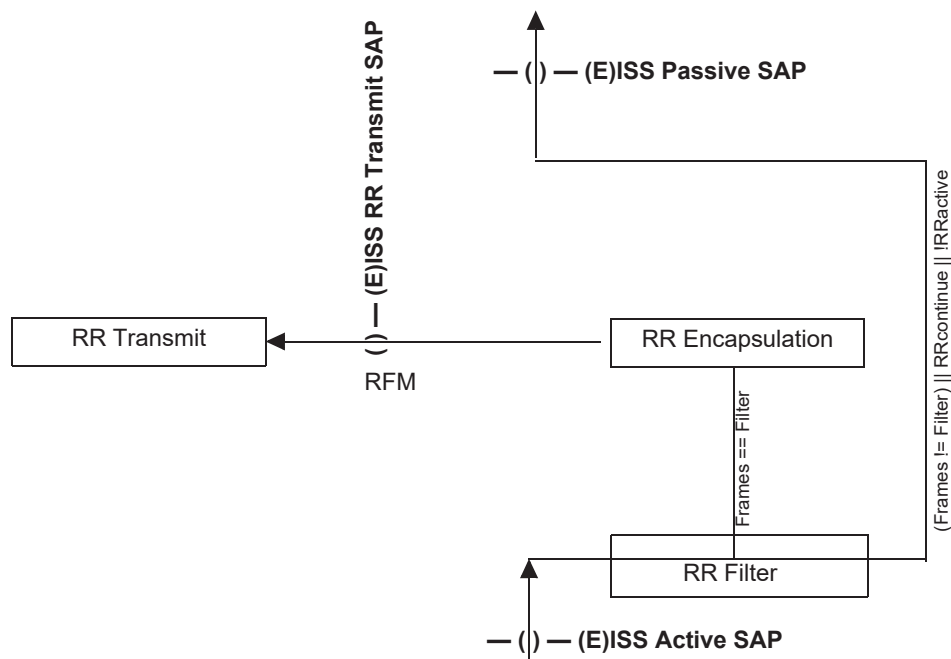 — ( ) — (E)ISS Passive SAP
( ) — (E)ISS RR Transmit SAP
RR Transmit
RFM
RR Encapsulation
Frames == Filter
(Frames != Filter) || RRcontinue || !RRactive
RR Filter
— ( ) — (E)ISS Active SAP